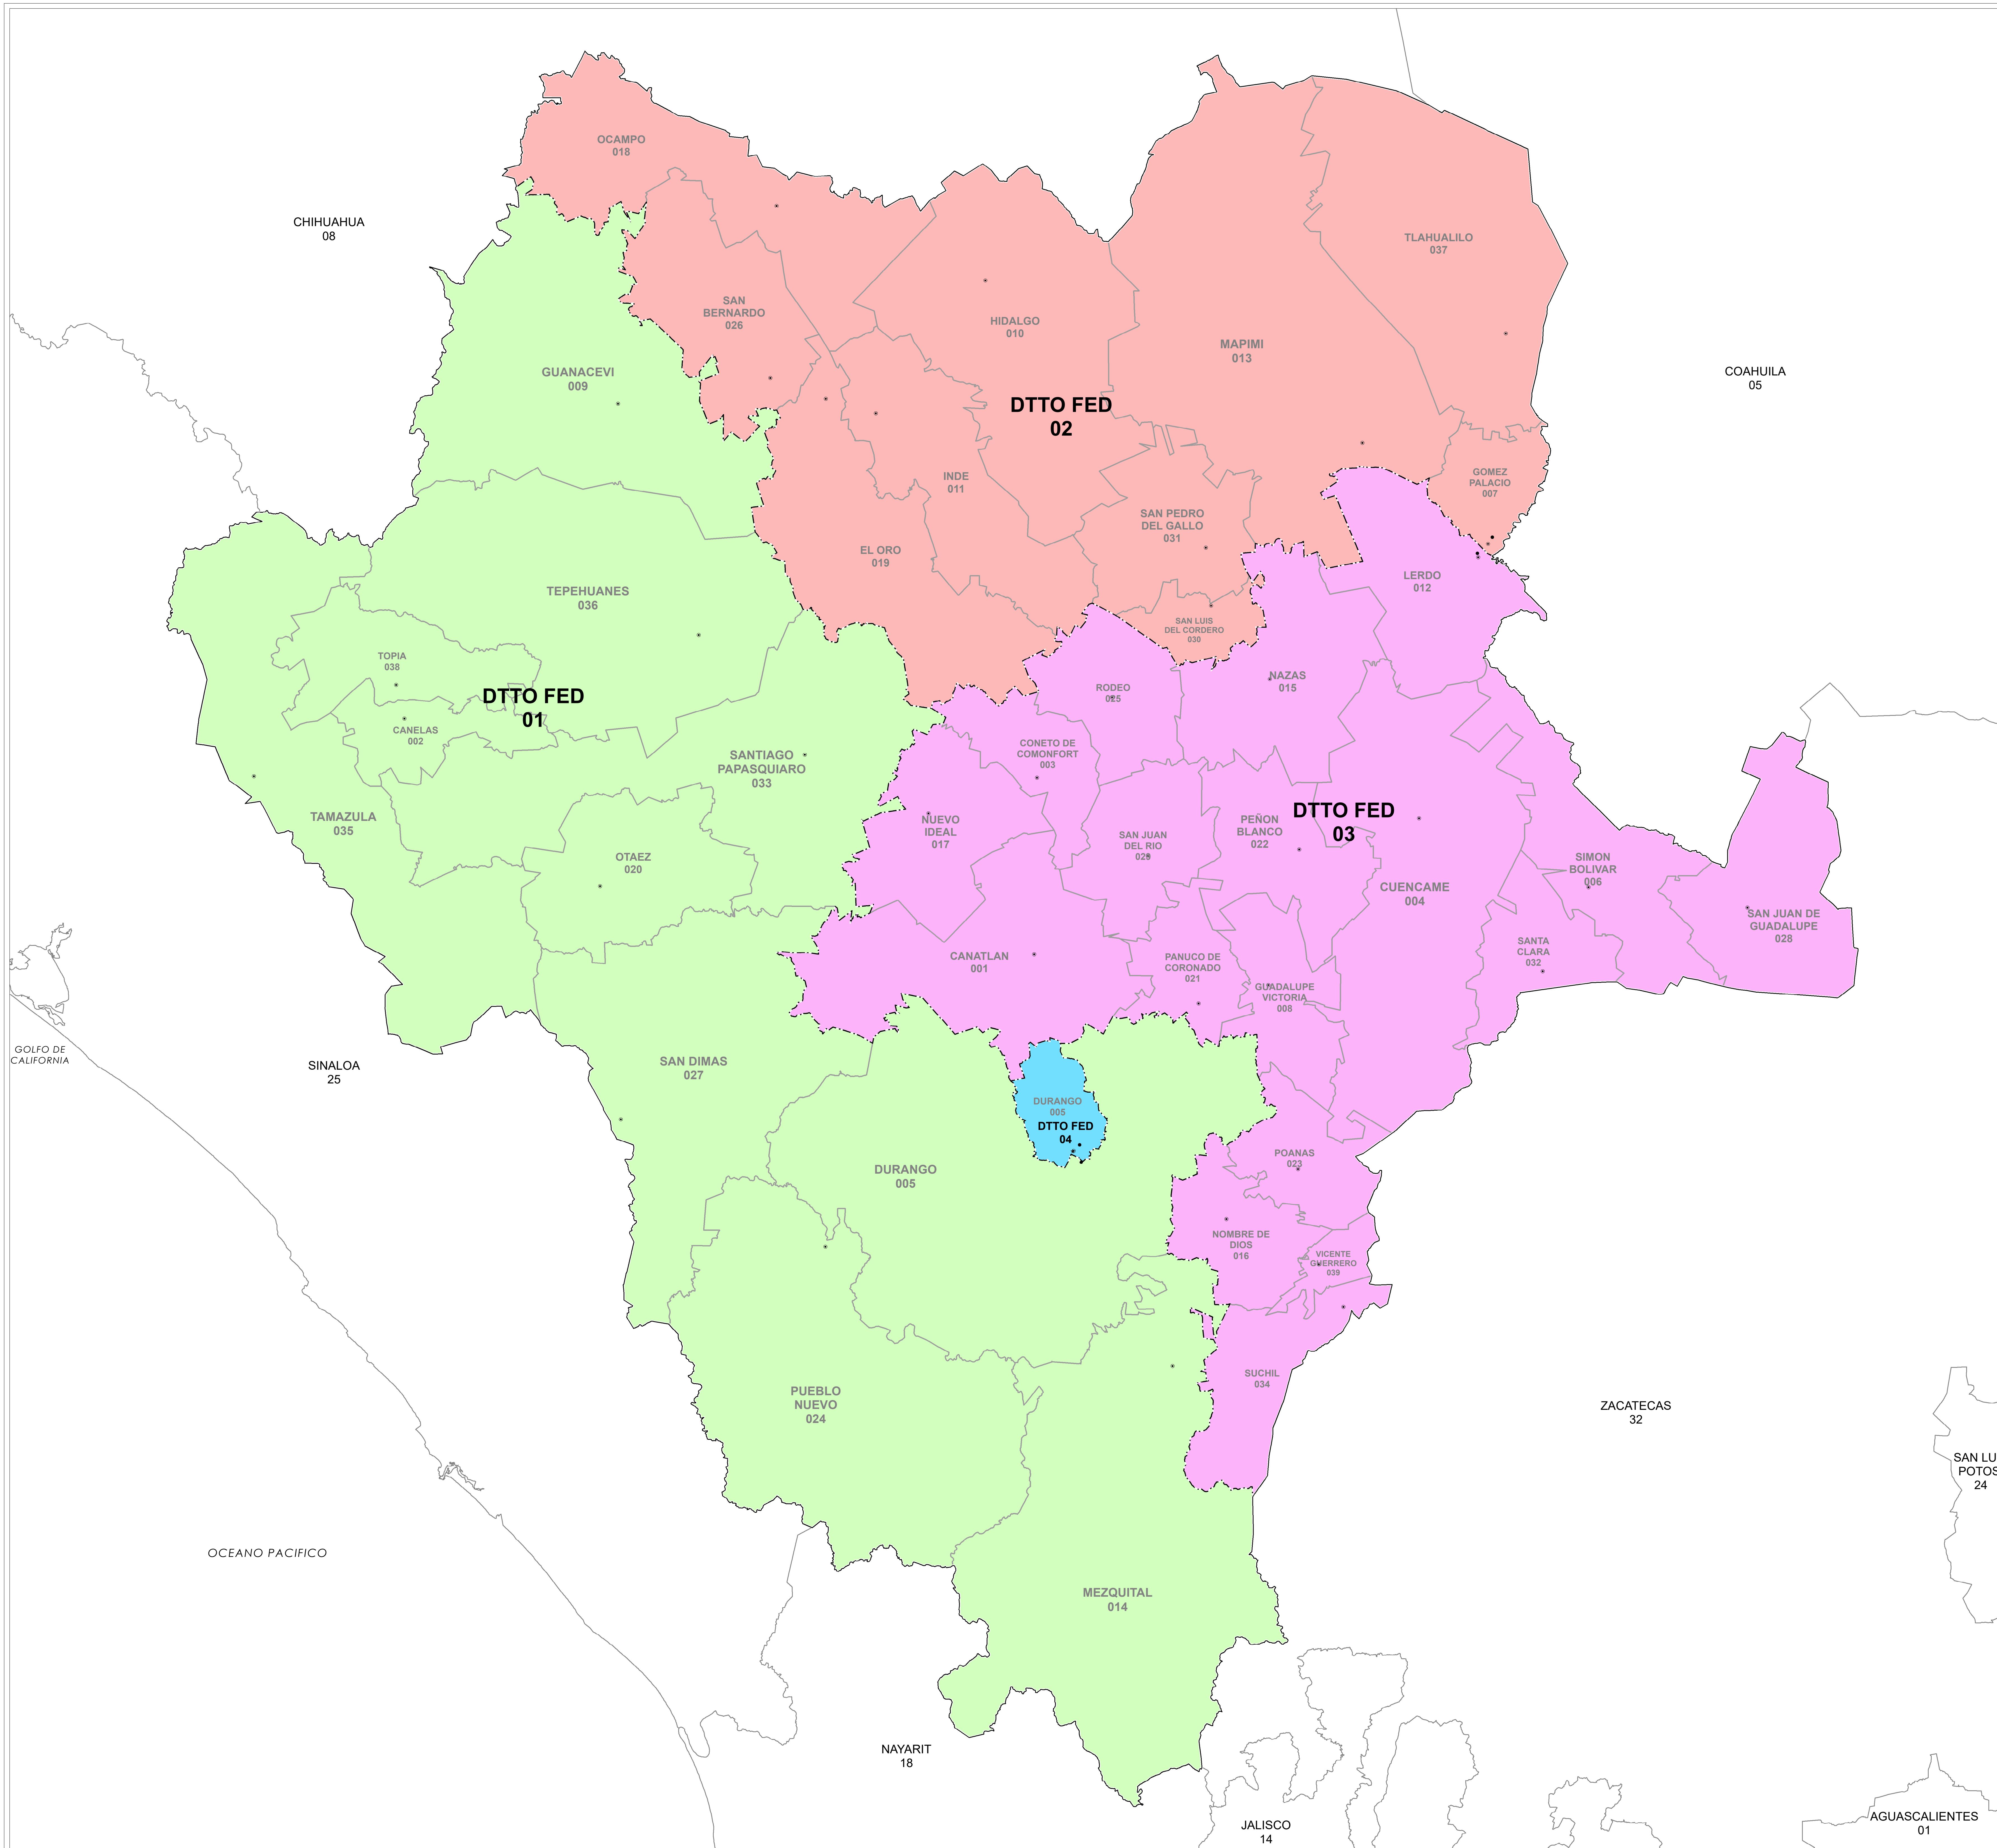 OCAMPO
018
CHIHUAHUA
08
TLAHUALILO
037
SAN
BERNARDO
026
HIDALGO
010
MAPIMI
013
GUANACEVI
009
COAHUILA
05
DTTO FED
02
INDE
011
GOMEZ
PALACIO
007
SAN PEDRO
DEL GALLO
031
EL ORO
019
LERDO
012
TEPEHUANES
036
SAN LUIS
DEL CORDERO
030
TOPIA
038
NAZAS
015
RODEO
025
DTTO FED
01
CANELAS
002
CONETO DE
COMONFORT
003
SANTIAGO
PAPASQUIARO
033
DTTO FED
03
TAMAZULA
035
NUEVO
IDEAL
017
PEÑON
BLANCO
022
SAN JUAN
DEL RIO
029
OTAEZ
020
SIMON
BOLIVAR
006
CUENCAME
004
SAN JUAN DE
GUADALUPE
028
SANTA
CLARA
032
CANATLAN
001
PANUCO DE
CORONADO
021
GUADALUPE
VICTORIA
008
GOLFO DE
CALIFORNIA
SINALOA
25
SAN DIMAS
027
DURANGO
005
DTTO FED
04
POANAS
023
DURANGO
005
NOMBRE DE
DIOS
016
VICENTE
GUERRERO
039
SUCHIL
034
PUEBLO
NUEVO
024
ZACATECAS
32
SAN LU
POTOS
24
OCEANO PACIFICO
MEZQUITAL
014
NAYARIT
18
JALISCO
14
AGUASCALIENTES
01